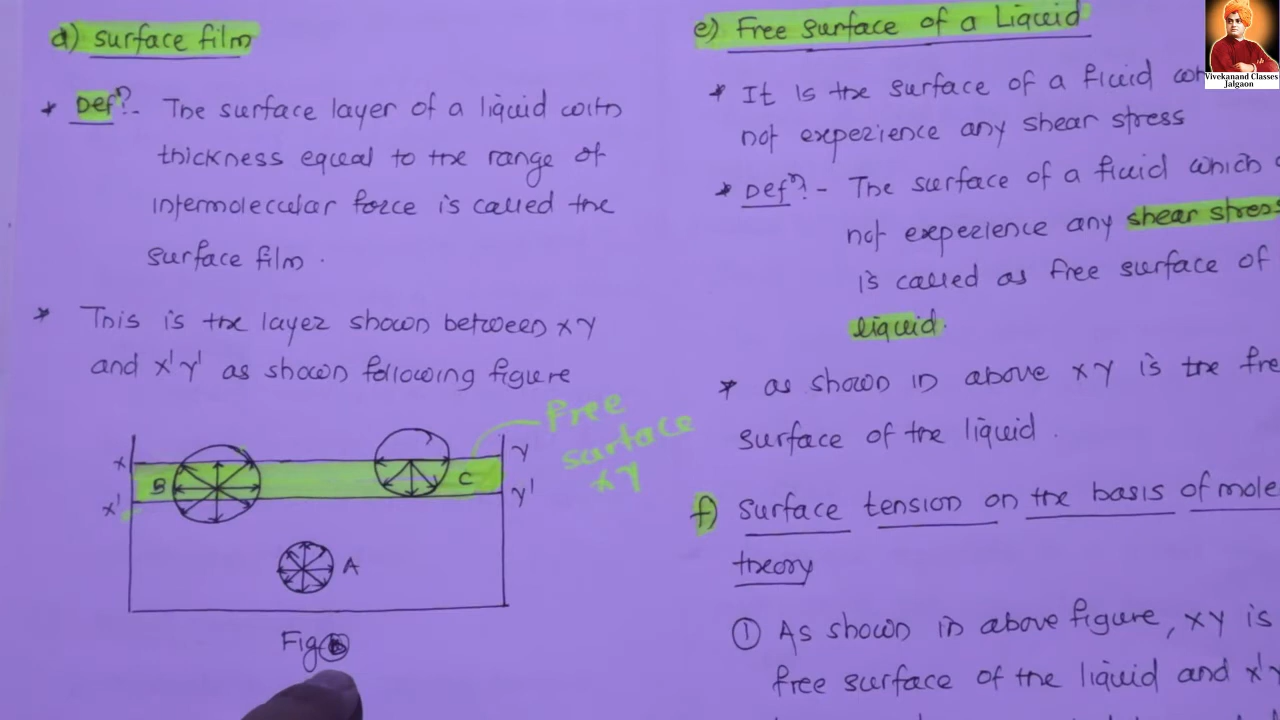 d) surface film
* Defn:- The surface layer of a liquid with
thickness equal to the range of
intermolecular force is called the
surface film.
* This is the layer shown between XY
and X'Y' as shown following figure
Free
surface
XY
X
Y
B
C
X'
Y'
A
Fig
e) Free surface of a Liquid
* It is the surface of a fluid
not experience any shear stress
* Defn:- The surface of a fluid which
not experience any shear stress
is called as free surface of
liquid.
* as shown in above XY is the
surface of the liquid.
f) Surface tension on the basis of
theory
① As shown in above figure, XY is
free surface of the liquid and
Vivekanand Classes
Jalgaon